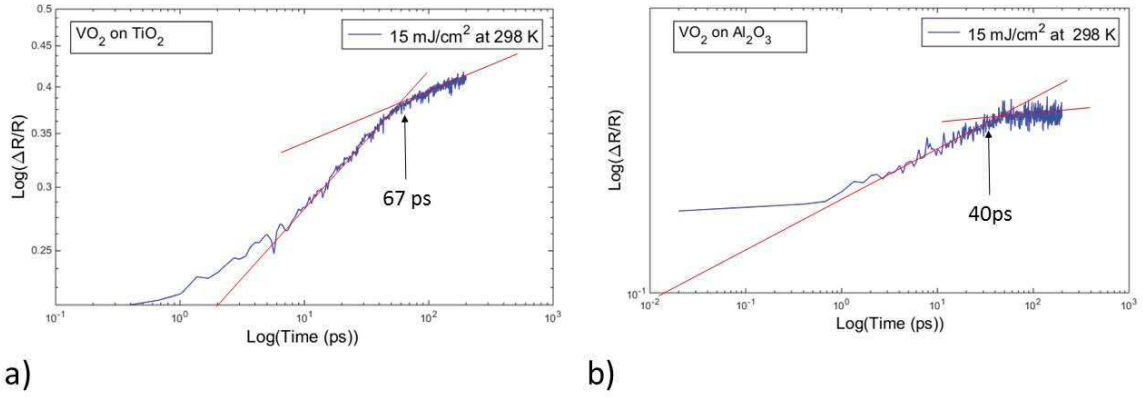 VO2 on TiO2
15 mJ/cm2 at 298 K
0.5
0.45
0.4
0.35
0.3
0.25
Log(ΔR/R)
67 ps
10-1
100
101
102
103
Log(Time (ps))
a)
VO2 on Al2O3
15 mJ/cm2 at 298 K
Log(ΔR/R)
40ps
10-1
10-2
10-1
100
101
102
103
Log(Time (ps))
b)